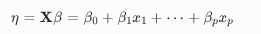 η = 𝐗β = β₀ + β₁x₁ + ⋯ + βₚxₚ